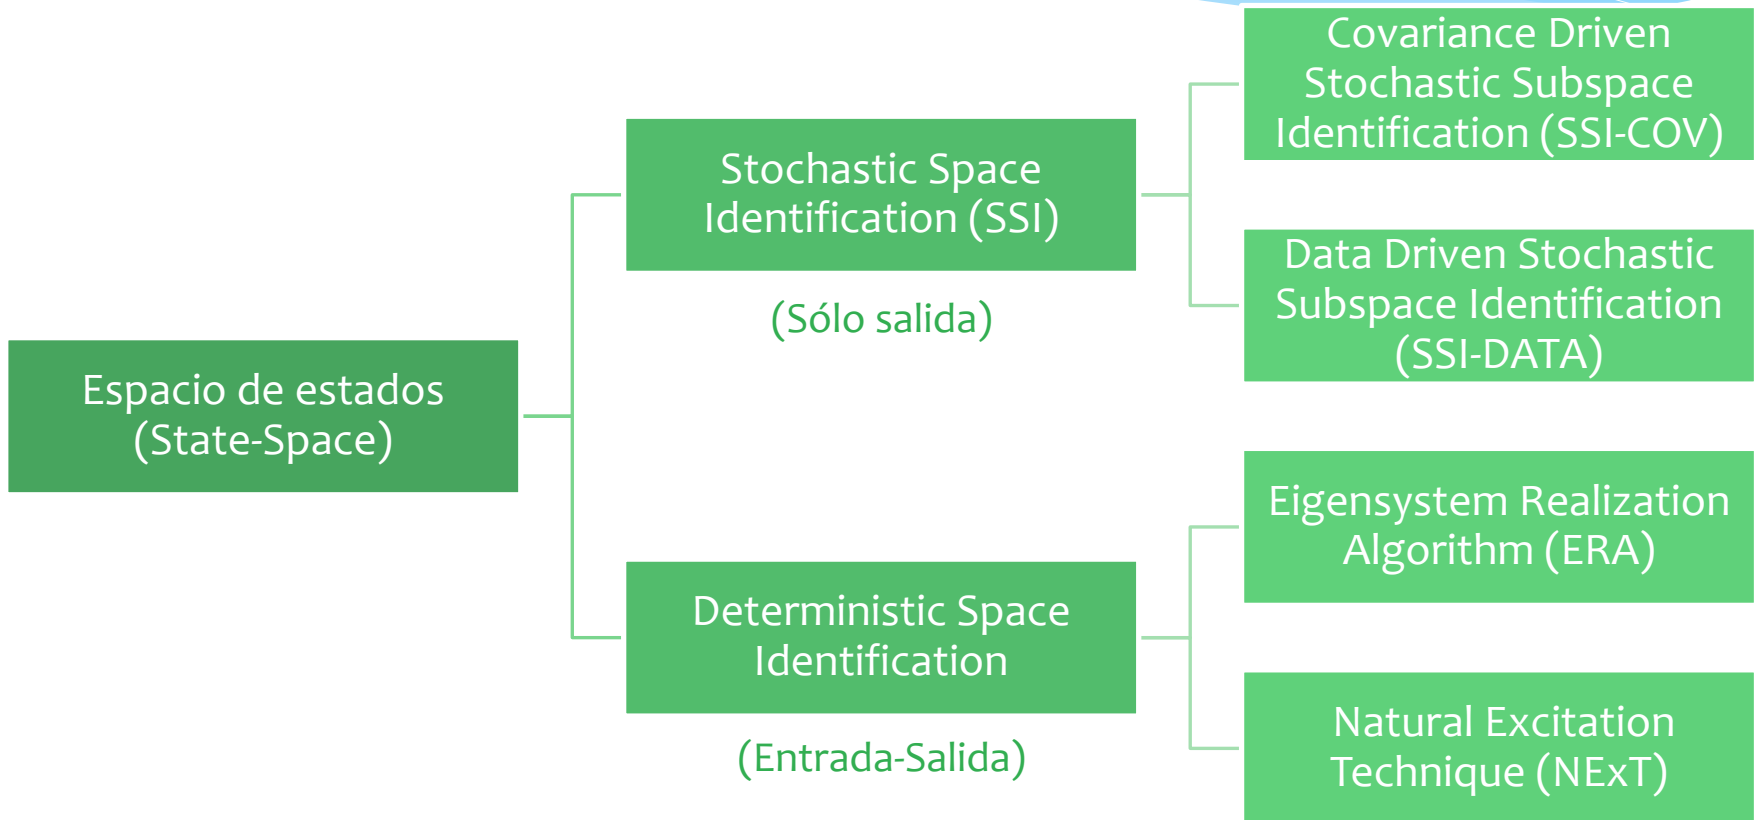 Espacio de estados
(State-Space)
Stochastic Space
Identification (SSI)
(Sólo salida)
Deterministic Space
Identification
(Entrada-Salida)
Covariance Driven
Stochastic Subspace
Identification (SSI-COV)
Data Driven Stochastic
Subspace Identification
(SSI-DATA)
Eigensystem Realization
Algorithm (ERA)
Natural Excitation
Technique (NExT)